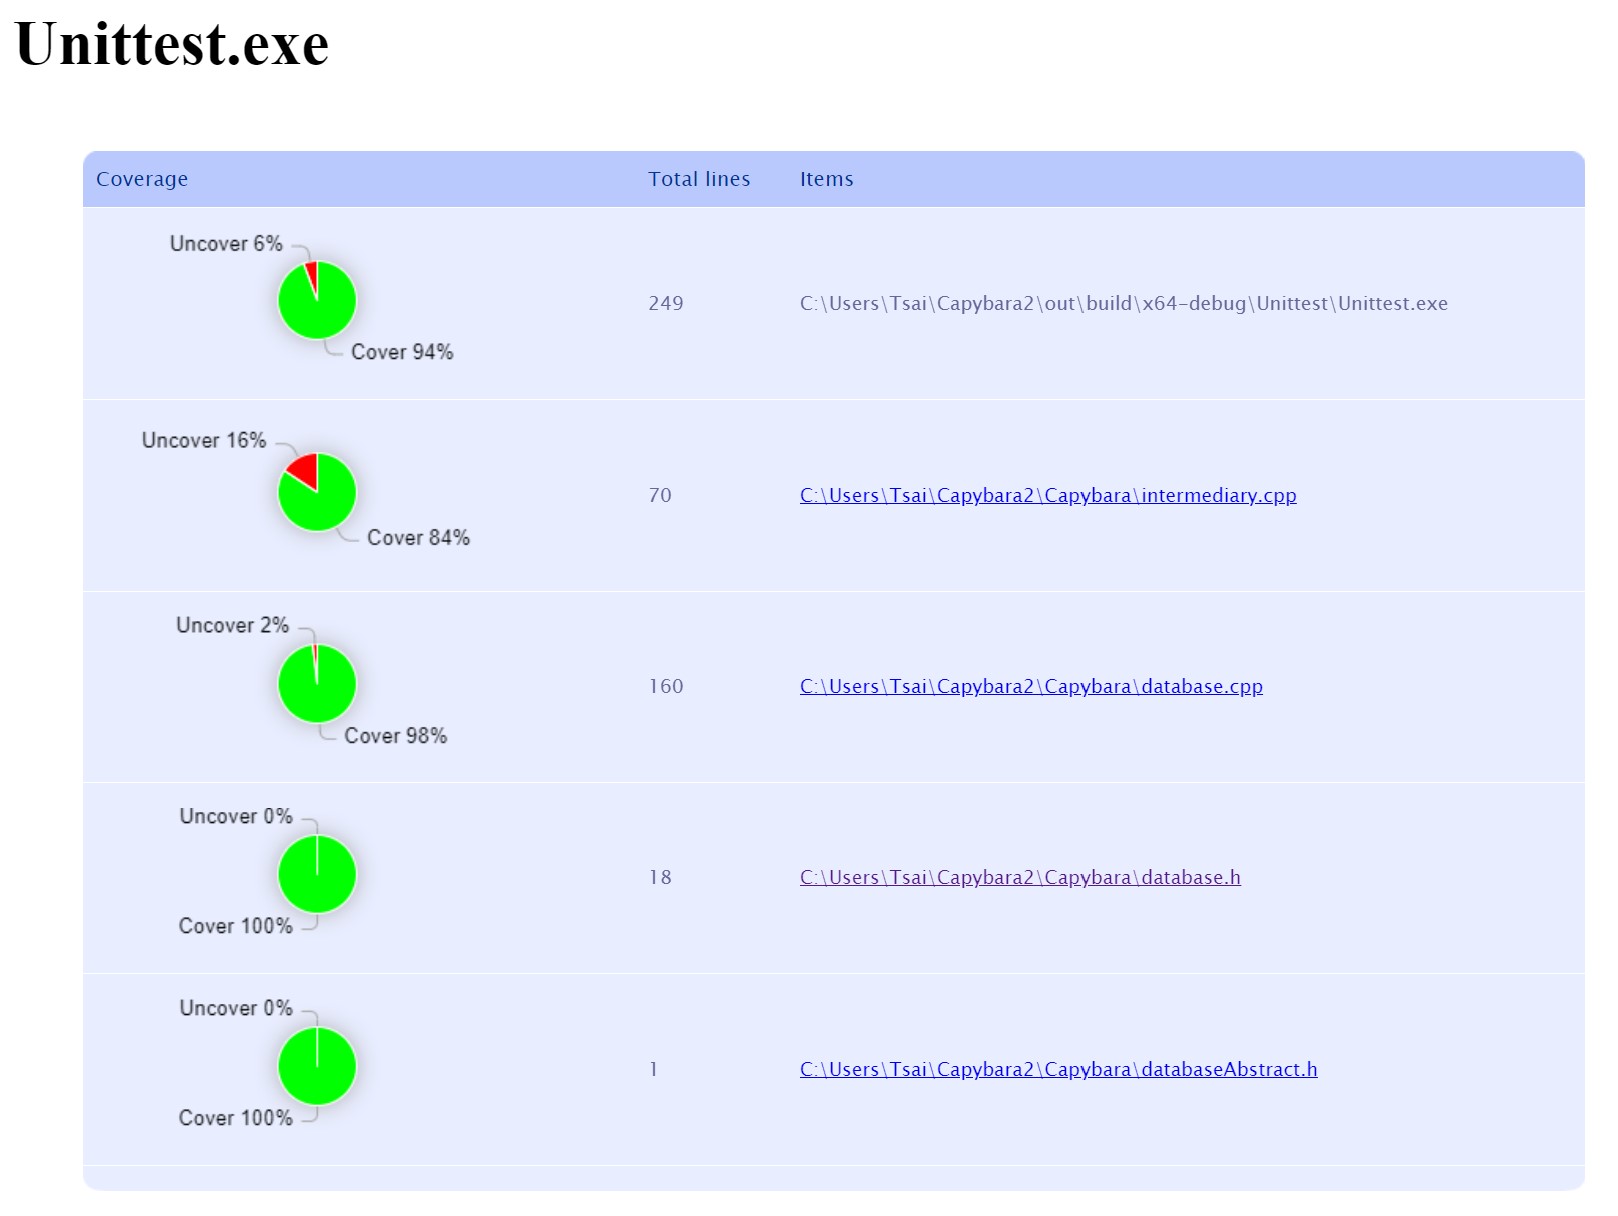 Unittest.exe
Coverage Total lines Items
Uncover 6%
249 C:\Users\Tsai\Capybara2\out\build\x64-debug\Unittest\Unittest.exe
Cover 94%
Uncover 16%
70 C:\Users\Tsai\Capybara2\Capybara\intermediary.cpp
Cover 84%
Uncover 2%
160 C:\Users\Tsai\Capybara2\Capybara\database.cpp
Cover 98%
Uncover 0%
18 C:\Users\Tsai\Capybara2\Capybara\database.h
Cover 100%
Uncover 0%
1 C:\Users\Tsai\Capybara2\Capybara\databaseAbstract.h
Cover 100%